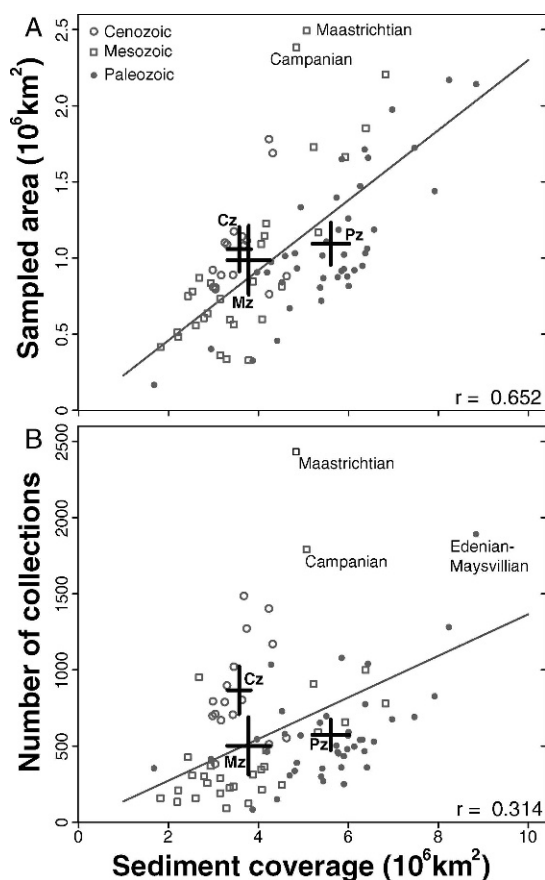 A
Cenozoic
Mesozoic
Paleozoic
Maastrichtian
Campanian
Cz
Mz
Pz
r = 0.652
Sampled area (10⁶km²)
0
0.5
1.0
1.5
2.0
2.5
B
Maastrichtian
Campanian
Edenian-
Maysvillian
Cz
Mz
Pz
r = 0.314
Number of collections
0
500
1000
1500
2000
2500
0
2
4
6
8
10
Sediment coverage (10⁶km²)